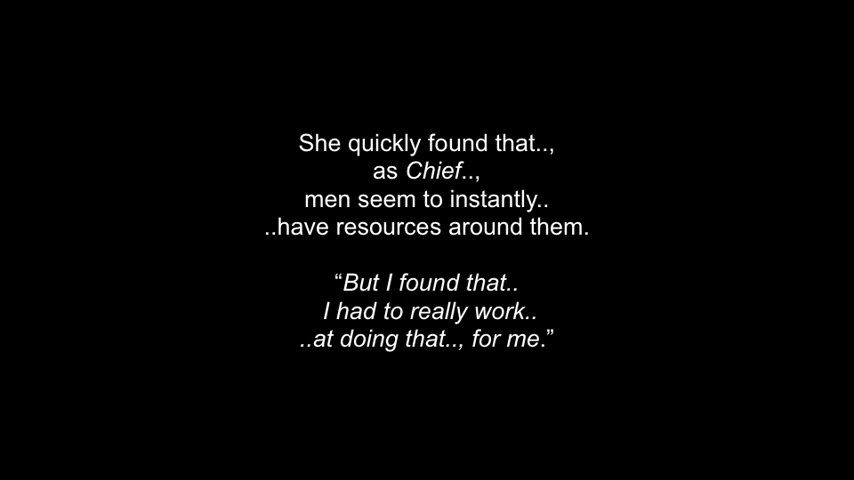 She quickly found that..,
as Chief..,
men seem to instantly..
..have resources around them.
“But I found that..
I had to really work..
..at doing that.., for me.”